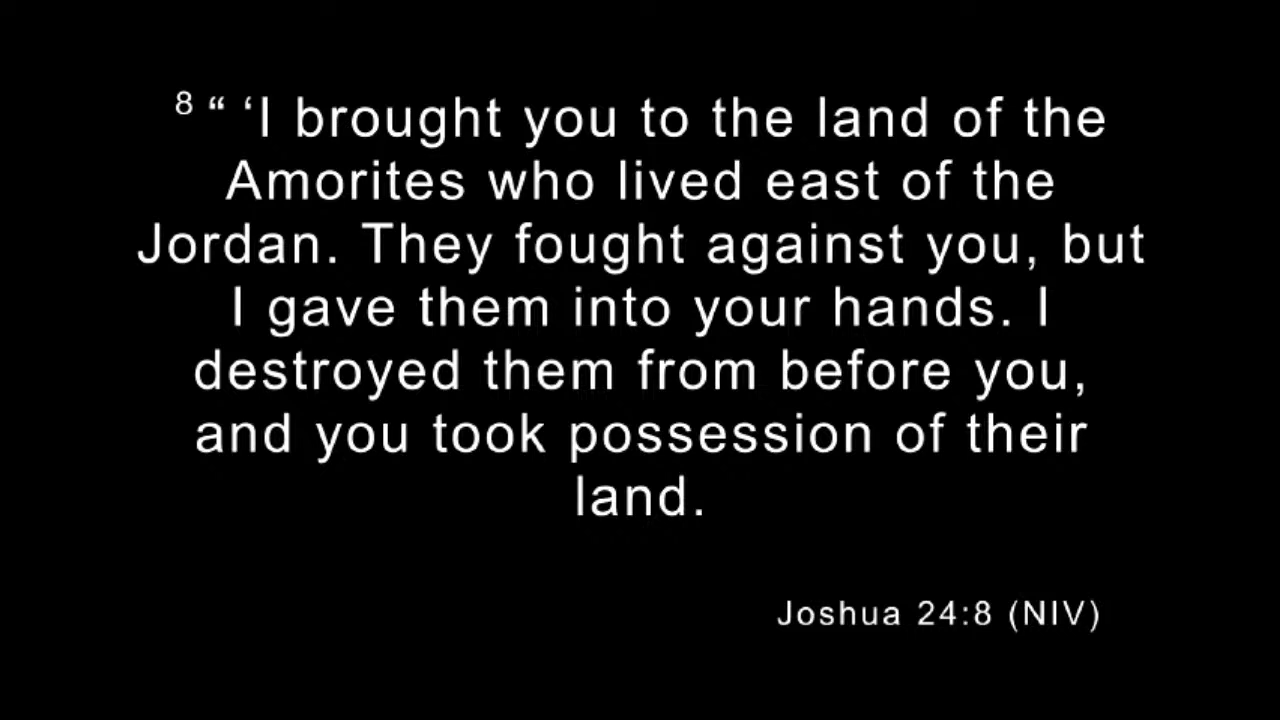 8 “ ‘I brought you to the land of the
Amorites who lived east of the
Jordan. They fought against you, but
I gave them into your hands. I
destroyed them from before you,
and you took possession of their
land.
Joshua 24:8 (NIV)